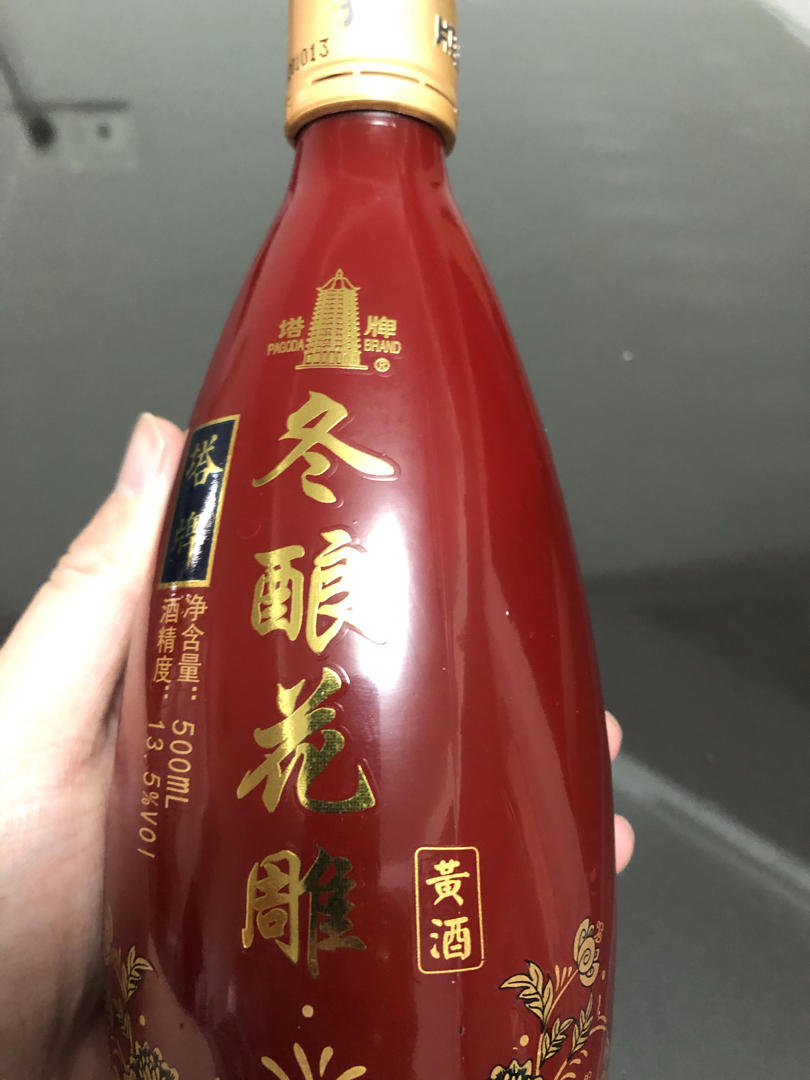 1013
塔牌
PAGODA BRAND
®
冬酿花雕
塔牌
净含量：500mL
酒精度：13.5%vol
黄酒